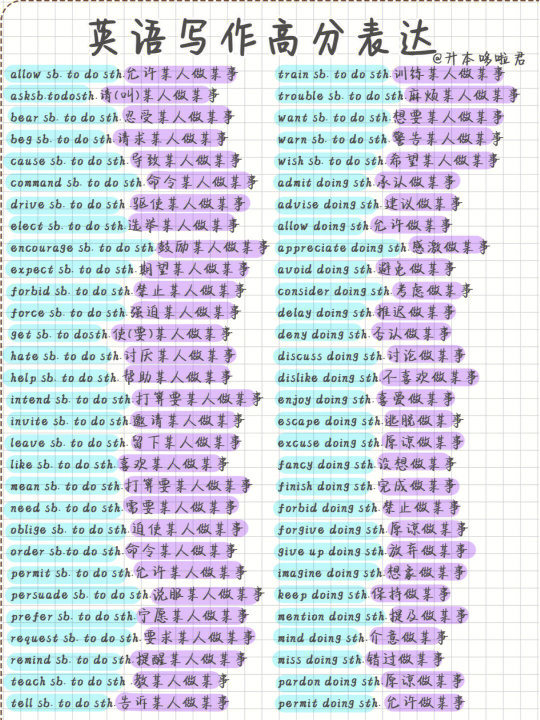 英语写作高分表达
@升本哆啦君
allow sb. to do sth.允许某人做某事
asksb.todosth.请(叫)某人做某事
bear sb. to do sth.忍受某人做某事
beg sb. to do sth.请求某人做某事
cause sb. to do sth.导致某人做某事
command sb. to do sth.命令某人做某事
drive sb. to do sth.驱使某人做某事
elect sb. to do sth.选举某人做某事
encourage sb. to do sth.鼓励某人做某事
expect sb. to do sth.期望某人做某事
forbid sb. to do sth.禁止某人做某事
force sb. to do sth.强迫某人做某事
get sb. to dosth.使(要)某人做某事
hate sb. to do sth.讨厌某人做某事
help sb. to do sth.帮助某人做某事
intend sb. to do sth.打算要某人做某事
invite sb. to do sth.邀请某人做某事
leave sb. to do sth.留下某人做某事
like sb. to do sth.喜欢某人做某事
mean sb. to do sth.打算要某人做某事
need sb. to do sth.需要某人做某事
oblige sb. to do sth.迫使某人做某事
order sb.to do sth.命令某人做某事
permit sb. to do sth.允许某人做某事
persuade sb. to do sth.说服某人做某事
prefer sb. to do sth.宁愿某人做某事
request sb. to do sth.要求某人做某事
remind sb. to do sth.提醒某人做某事
teach sb. to do sth.教某人做某事
tell sb. to do sth.告诉某人做某事
train sb. to do sth.训练某人做某事
trouble sb. to do sth.麻烦某人做某事
want sb. to do sth.想要某人做某事
warn sb. to do sth.警告某人做某事
wish sb. to do sth.希望某人做某事
admit doing sth.承认做某事
advise doing sth.建议做某事
allow doing sth.允许做某事
appreciate doing sth.感激做某事
avoid doing sth.避免做某事
consider doing sth.考虑做某事
delay doing sth.推迟做某事
deny doing sth.否认做某事
discuss doing sth.讨论做某事
dislike doing sth.不喜欢做某事
enjoy doing sth.喜爱做某事
escape doing sth.逃脱做某事
excuse doing sth.原谅做某事
fancy doing sth.设想做某事
finish doing sth.完成做某事
forbid doing sth.禁止做某事
forgive doing sth.原谅做某事
give up doing sth.放弃做某事
imagine doing sth.想象做某事
keep doing sth.保持做某事
mention doing sth.提及做某事
mind doing sth.介意做某事
miss doing sth.错过做某事
pardon doing sth.原谅做某事
permit doing sth.允许做某事